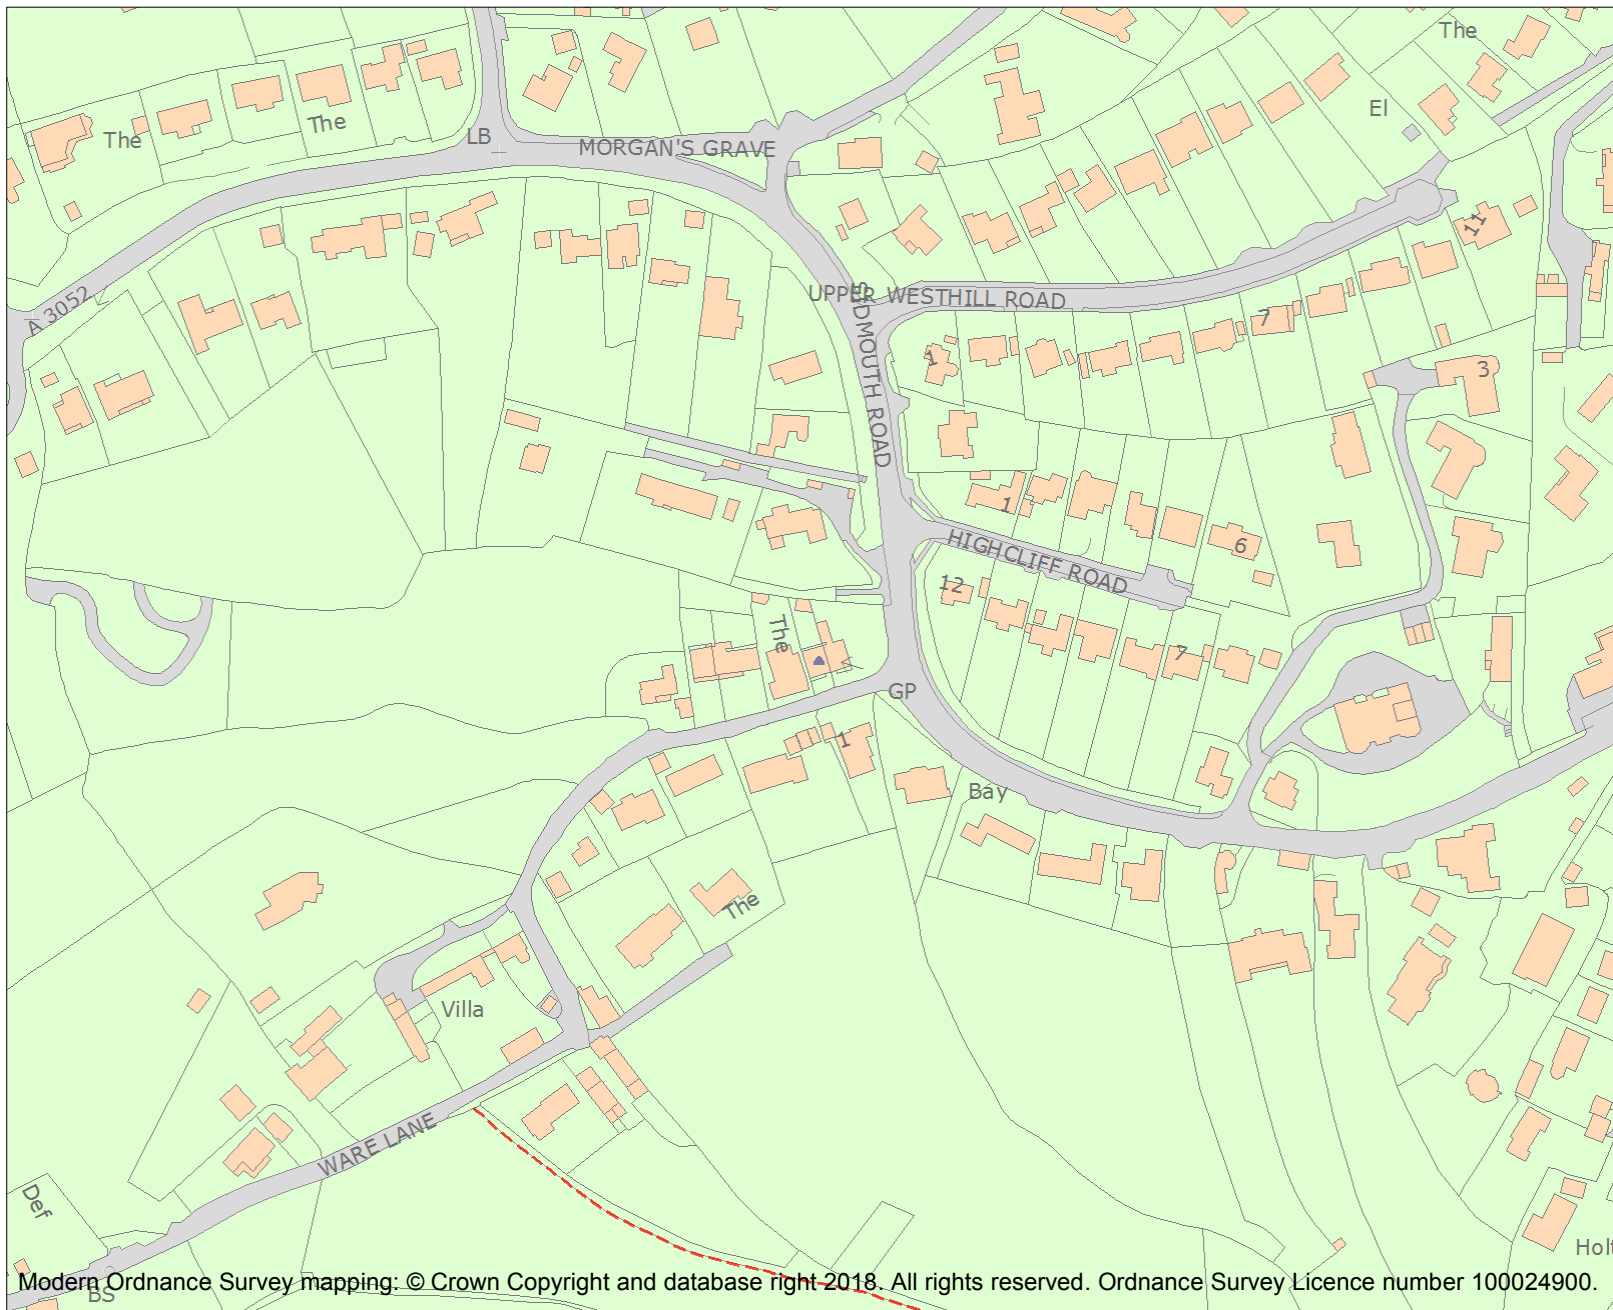 The
The
The
LB
MORGAN'S GRAVE
El
11
A 3052
UPPER WESTHILL ROAD
SIDMOUTH ROAD
7
1
3
1
HIGHCLIFF ROAD
6
12
The
7
GP
1
Bay
The
Villa
WARE LANE
Def
Holt
BS
Modern Ordnance Survey mapping: © Crown Copyright and database right 2018. All rights reserved. Ordnance Survey Licence number 100024900.